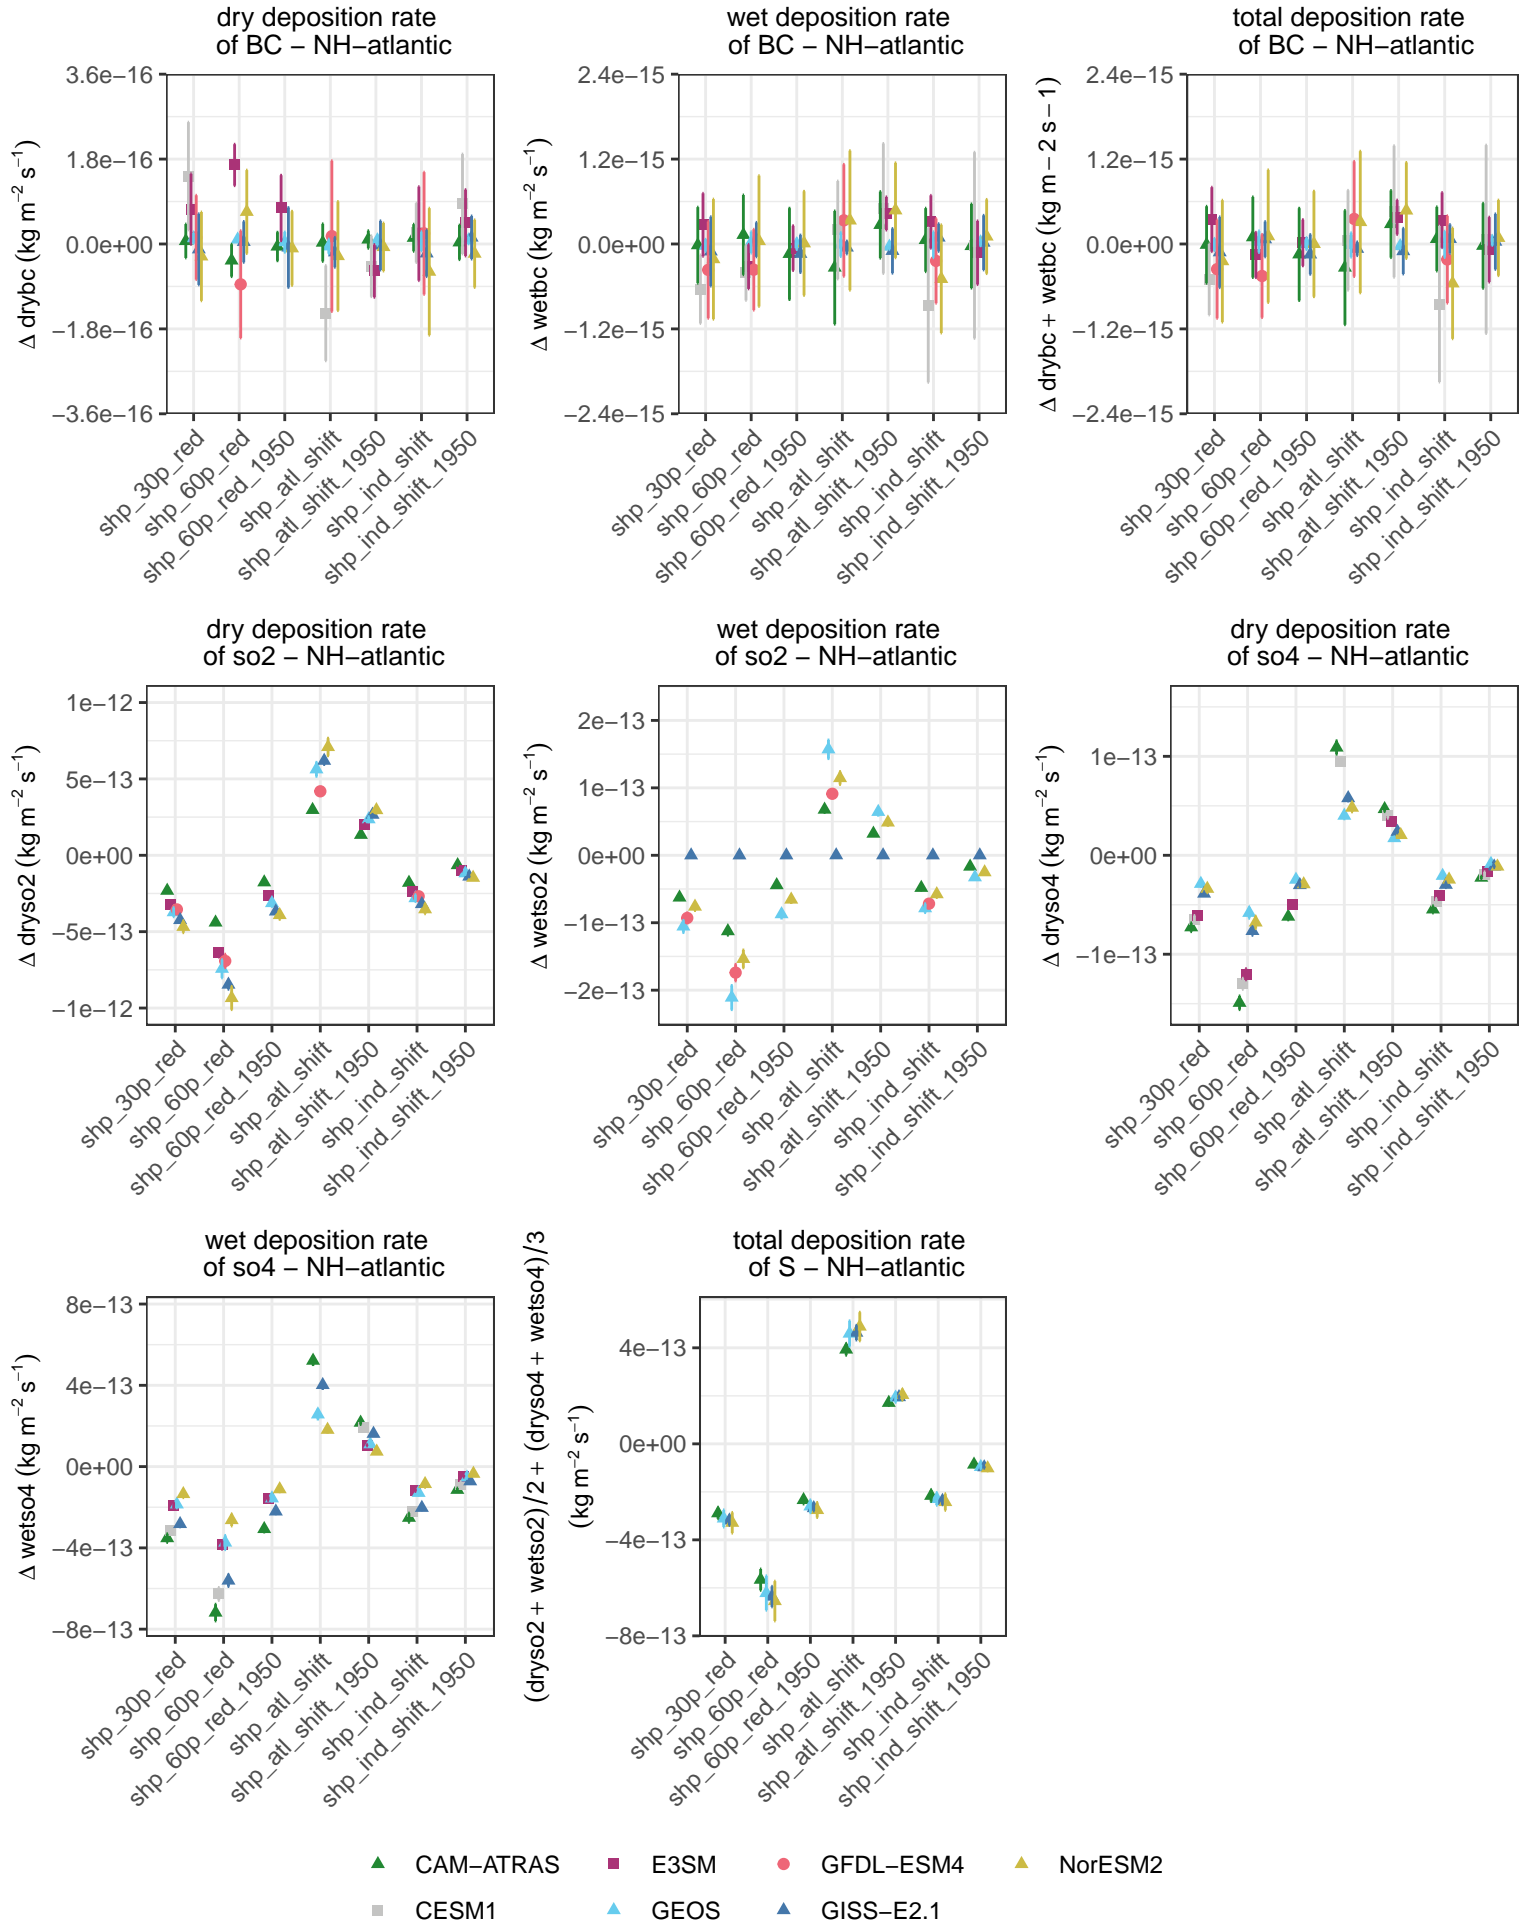 dry deposition rate
of BC − NH−atlantic
Δ drybc (kg m−2 s−1)
3.6e−16
1.8e−16
0.0e+00
−1.8e−16
−3.6e−16
shp_30p_red
shp_60p_red
shp_60p_red_1950
shp_atl_shift
shp_atl_shift_1950
shp_ind_shift
shp_ind_shift_1950
wet deposition rate
of BC − NH−atlantic
Δ wetbc (kg m−2 s−1)
2.4e−15
1.2e−15
0.0e+00
−1.2e−15
−2.4e−15
shp_30p_red
shp_60p_red
shp_60p_red_1950
shp_atl_shift
shp_atl_shift_1950
shp_ind_shift
shp_ind_shift_1950
total deposition rate
of BC − NH−atlantic
Δ drybc + wetbc (kg m − 2 s − 1)
2.4e−15
1.2e−15
0.0e+00
−1.2e−15
−2.4e−15
shp_30p_red
shp_60p_red
shp_60p_red_1950
shp_atl_shift
shp_atl_shift_1950
shp_ind_shift
shp_ind_shift_1950
dry deposition rate
of so2 − NH−atlantic
Δ dryso2 (kg m−2 s−1)
1e−12
5e−13
0e+00
−5e−13
−1e−12
shp_30p_red
shp_60p_red
shp_60p_red_1950
shp_atl_shift
shp_atl_shift_1950
shp_ind_shift
shp_ind_shift_1950
wet deposition rate
of so2 − NH−atlantic
Δ wetso2 (kg m−2 s−1)
2e−13
1e−13
0e+00
−1e−13
−2e−13
shp_30p_red
shp_60p_red
shp_60p_red_1950
shp_atl_shift
shp_atl_shift_1950
shp_ind_shift
shp_ind_shift_1950
dry deposition rate
of so4 − NH−atlantic
Δ dryso4 (kg m−2 s−1)
1e−13
0e+00
−1e−13
shp_30p_red
shp_60p_red
shp_60p_red_1950
shp_atl_shift
shp_atl_shift_1950
shp_ind_shift
shp_ind_shift_1950
wet deposition rate
of so4 − NH−atlantic
Δ wetso4 (kg m−2 s−1)
8e−13
4e−13
0e+00
−4e−13
−8e−13
shp_30p_red
shp_60p_red
shp_60p_red_1950
shp_atl_shift
shp_atl_shift_1950
shp_ind_shift
shp_ind_shift_1950
total deposition rate
of S − NH−atlantic
(dryso2 + wetso2)/2 + (dryso4 + wetso4)/3
(kg m−2 s−1)
4e−13
0e+00
−4e−13
−8e−13
shp_30p_red
shp_60p_red
shp_60p_red_1950
shp_atl_shift
shp_atl_shift_1950
shp_ind_shift
shp_ind_shift_1950
CAM−ATRAS E3SM GFDL−ESM4 NorESM2
CESM1 GEOS GISS−E2.1